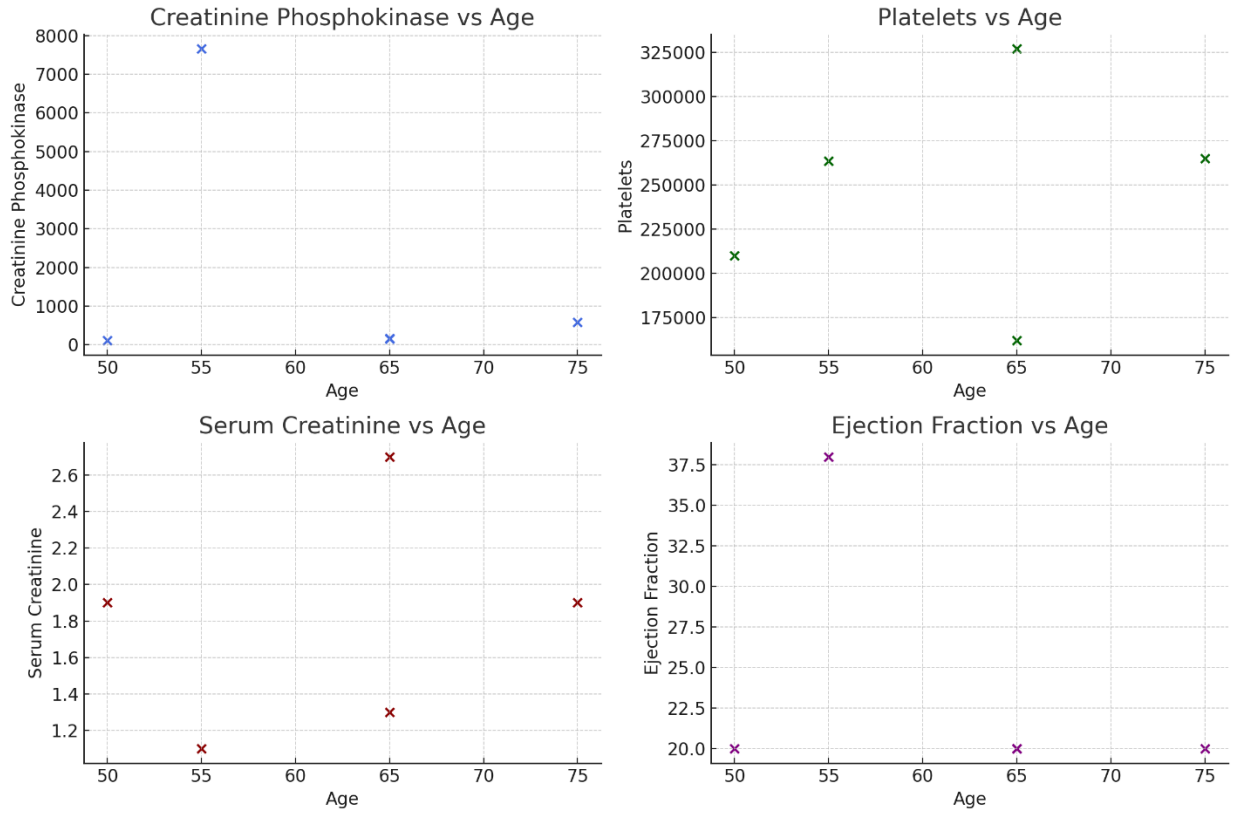 Creatinine Phosphokinase vs Age
Creatinine Phosphokinase
8000
7000
6000
5000
4000
3000
2000
1000
0
50 55 60 65 70 75
Age
Platelets vs Age
Platelets
325000
300000
275000
250000
225000
200000
175000
50 55 60 65 70 75
Age
Serum Creatinine vs Age
Serum Creatinine
2.6
2.4
2.2
2.0
1.8
1.6
1.4
1.2
50 55 60 65 70 75
Age
Ejection Fraction vs Age
Ejection Fraction
37.5
35.0
32.5
30.0
27.5
25.0
22.5
20.0
50 55 60 65 70 75
Age